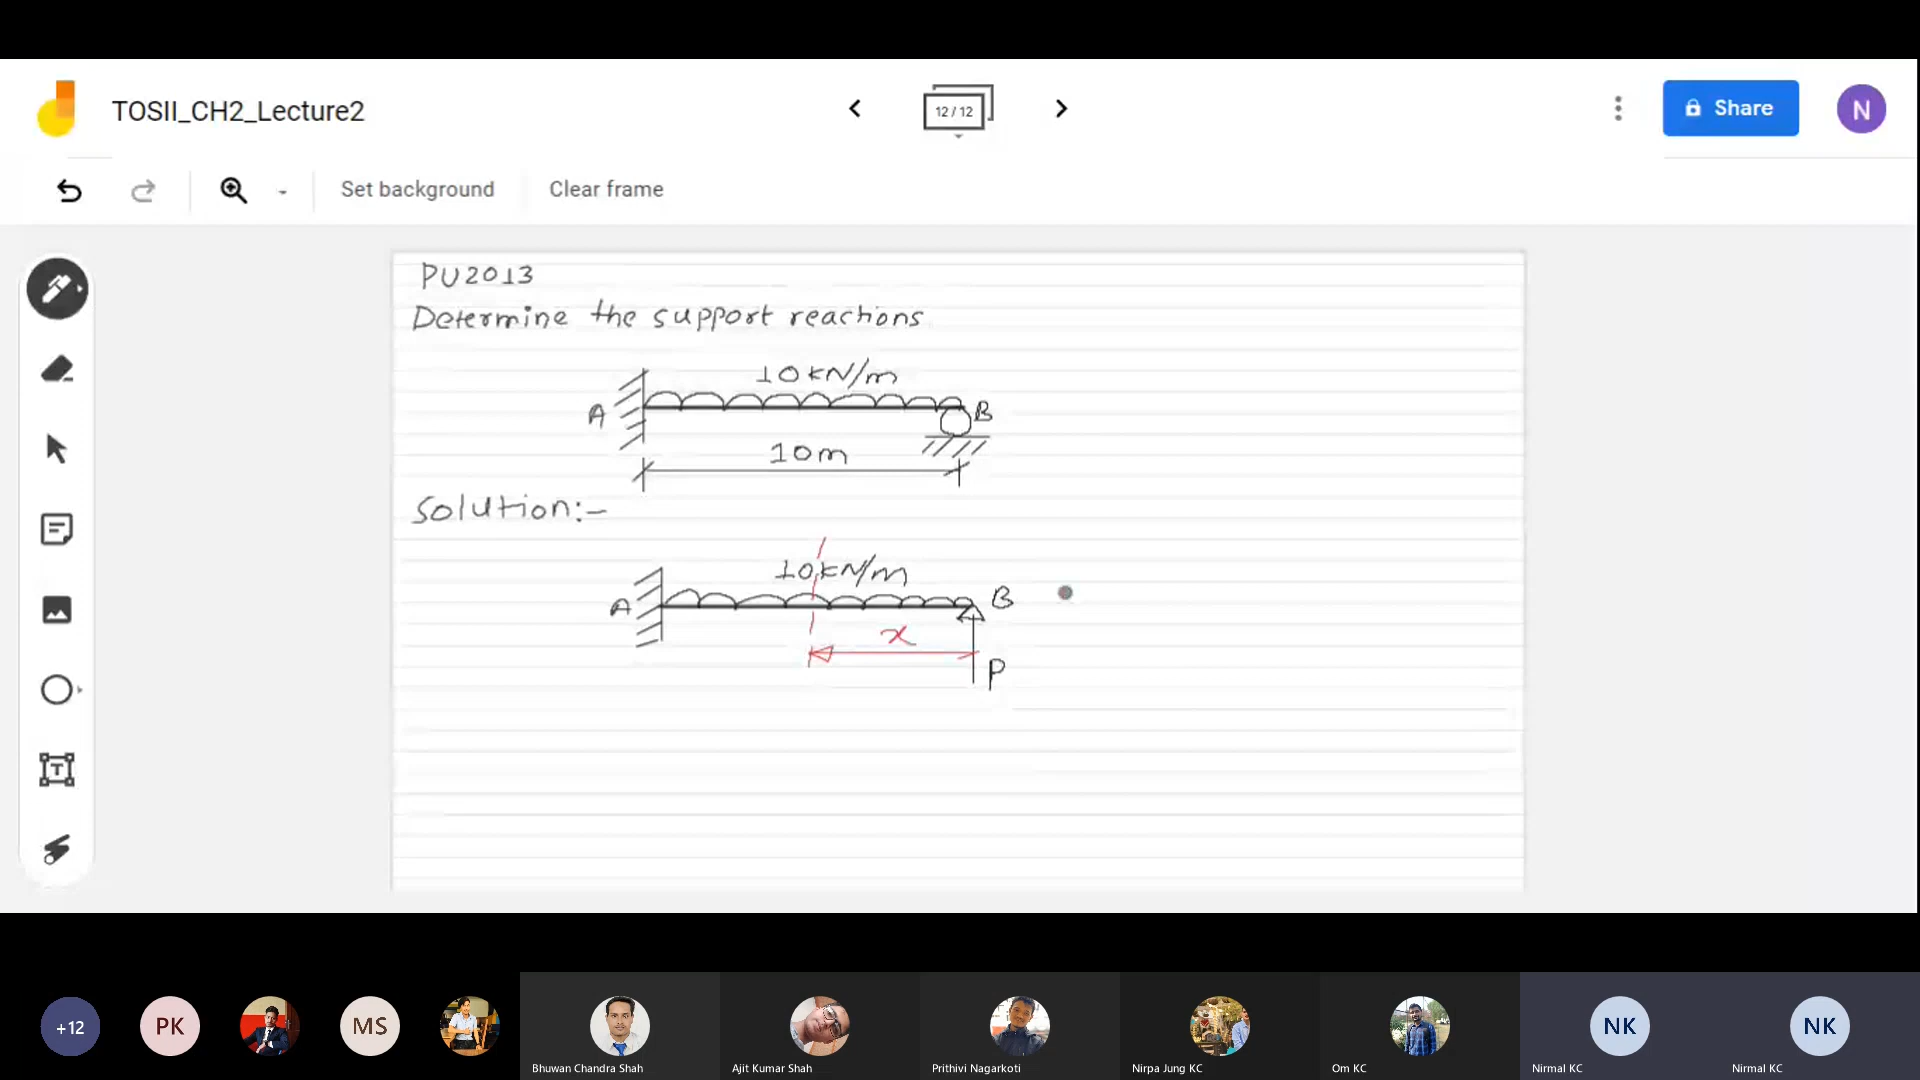 TOSII_CH2_Lecture2
12 / 12
Share
N
Set background
Clear frame
PU2013
Determine the support reactions
10kN/m
A
B
10m
Solution:-
10kN/m
A
B
x
P
+12
PK
MS
NK
NK
Bhuwan Chandra Shah
Ajit Kumar Shah
Prithivi Nagarkoti
Nirpa Jung KC
Om KC
Nirmal KC
Nirmal KC